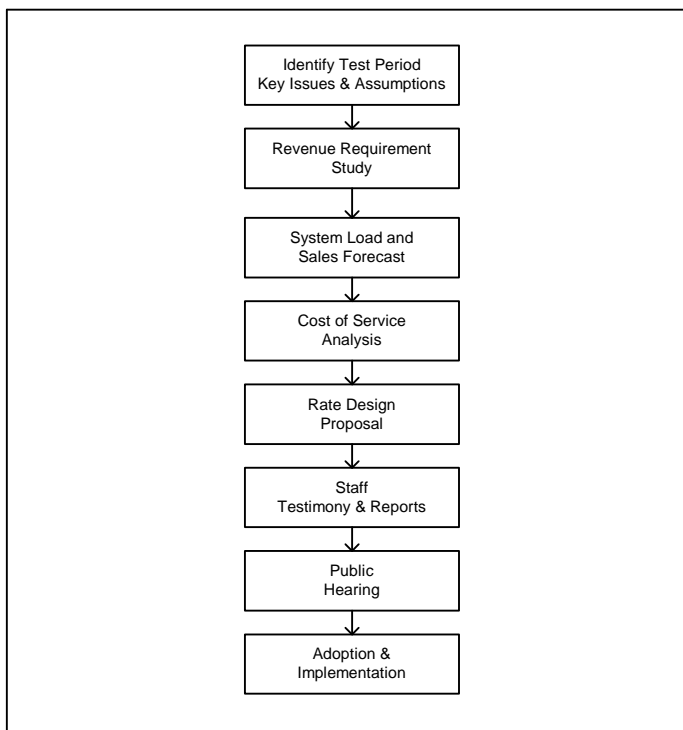 Identify Test Period
Key Issues & Assumptions
Revenue Requirement
Study
System Load and
Sales Forecast
Cost of Service
Analysis
Rate Design
Proposal
Staff
Testimony & Reports
Public
Hearing
Adoption &
Implementation